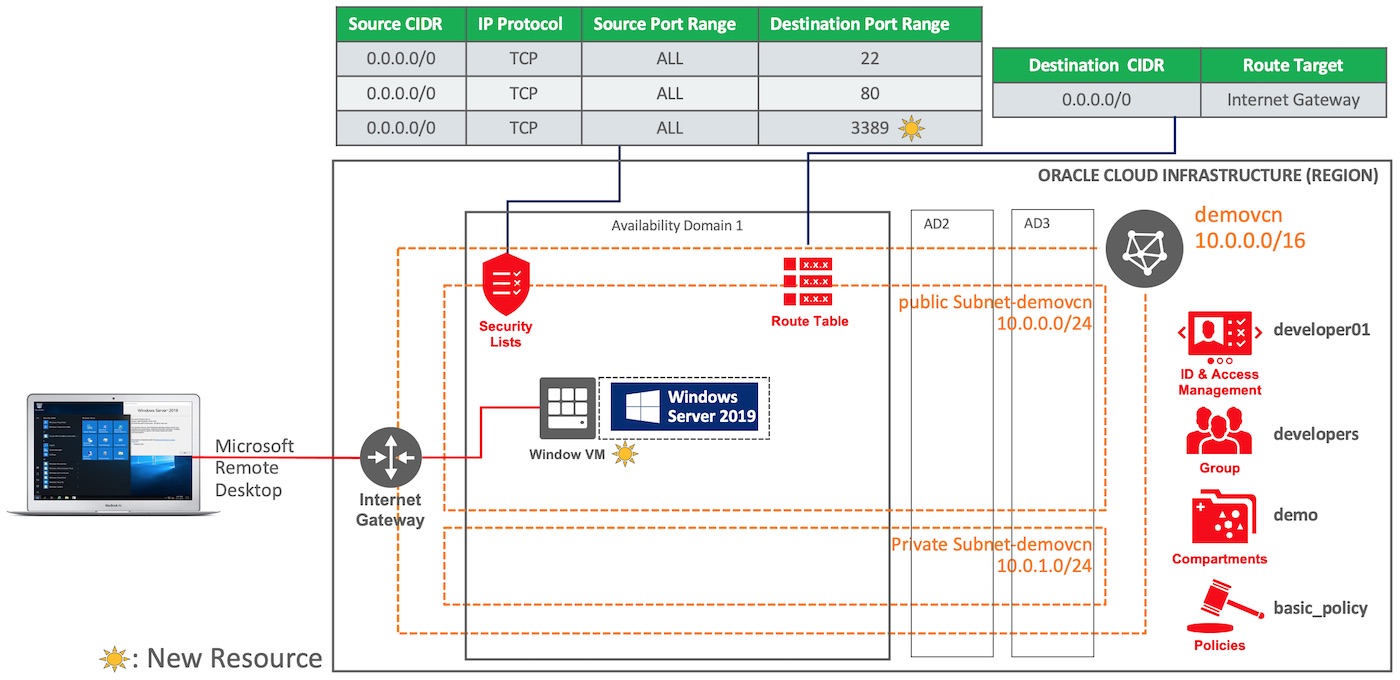 Source CIDR IP Protocol Source Port Range Destination Port Range
0.0.0.0/0 TCP ALL 22
0.0.0.0/0 TCP ALL 80
0.0.0.0/0 TCP ALL 3389
Destination CIDR Route Target
0.0.0.0/0 Internet Gateway
ORACLE CLOUD INFRASTRUCTURE (REGION)
Availability Domain 1
AD2
AD3
demovcn
10.0.0.0/16
x.x.x
x.x.x
x.x.x
Security
Lists
Route Table
public Subnet-demovcn
10.0.0.0/24
developer01
ID & Access
Management
Windows
Server 2019
Window VM
developers
Group
Windows Server 2019
Microsoft
Remote
Desktop
Internet
Gateway
demo
Compartments
Private Subnet-demovcn
10.0.1.0/24
basic_policy
Policies
: New Resource